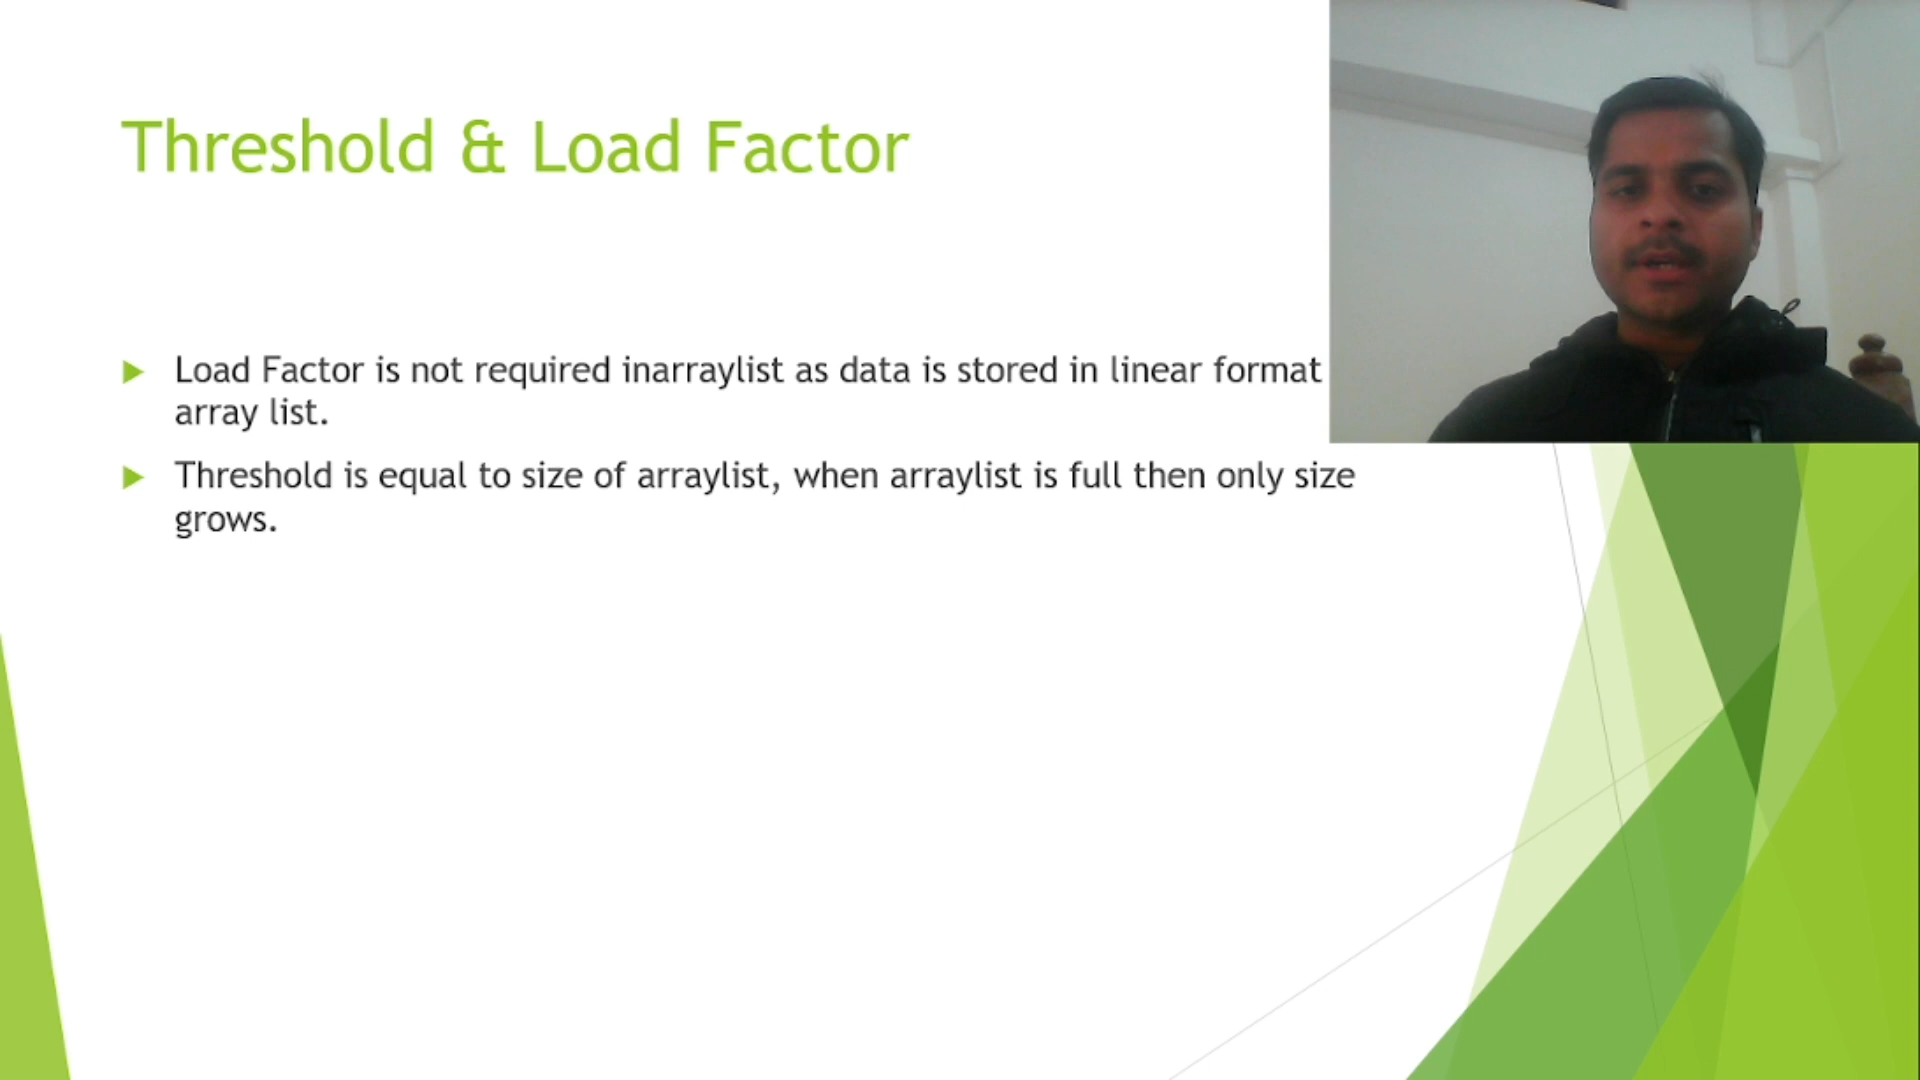 Threshold & Load Factor
Load Factor is not required inarraylist as data is stored in linear format
array list.
Threshold is equal to size of arraylist, when arraylist is full then only size
grows.